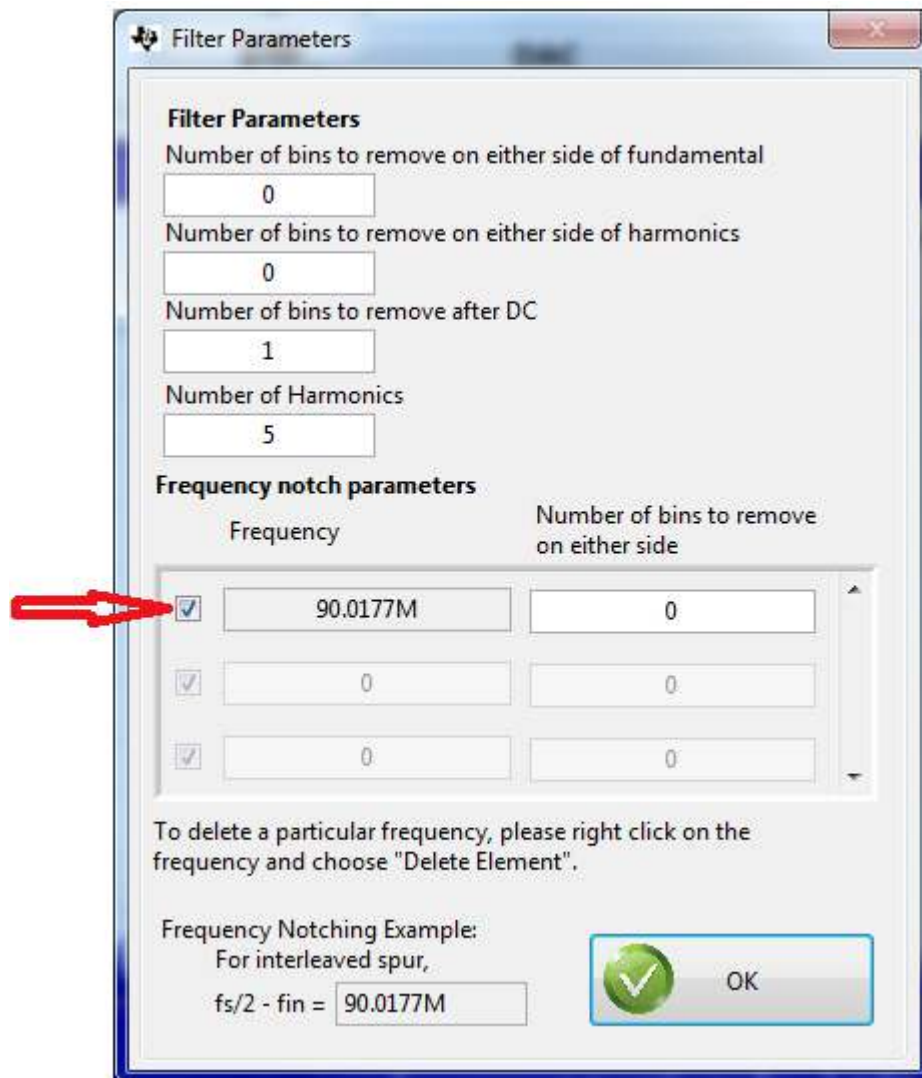 Filter Parameters
Filter Parameters
Number of bins to remove on either side of fundamental
0
Number of bins to remove on either side of harmonics
0
Number of bins to remove after DC
1
Number of Harmonics
5
Frequency notch parameters
Frequency
Number of bins to remove
on either side
90.0177M 0
0 0
0 0
To delete a particular frequency, please right click on the
frequency and choose "Delete Element".
Frequency Notching Example:
For interleaved spur,
fs/2 - fin = 90.0177M
OK